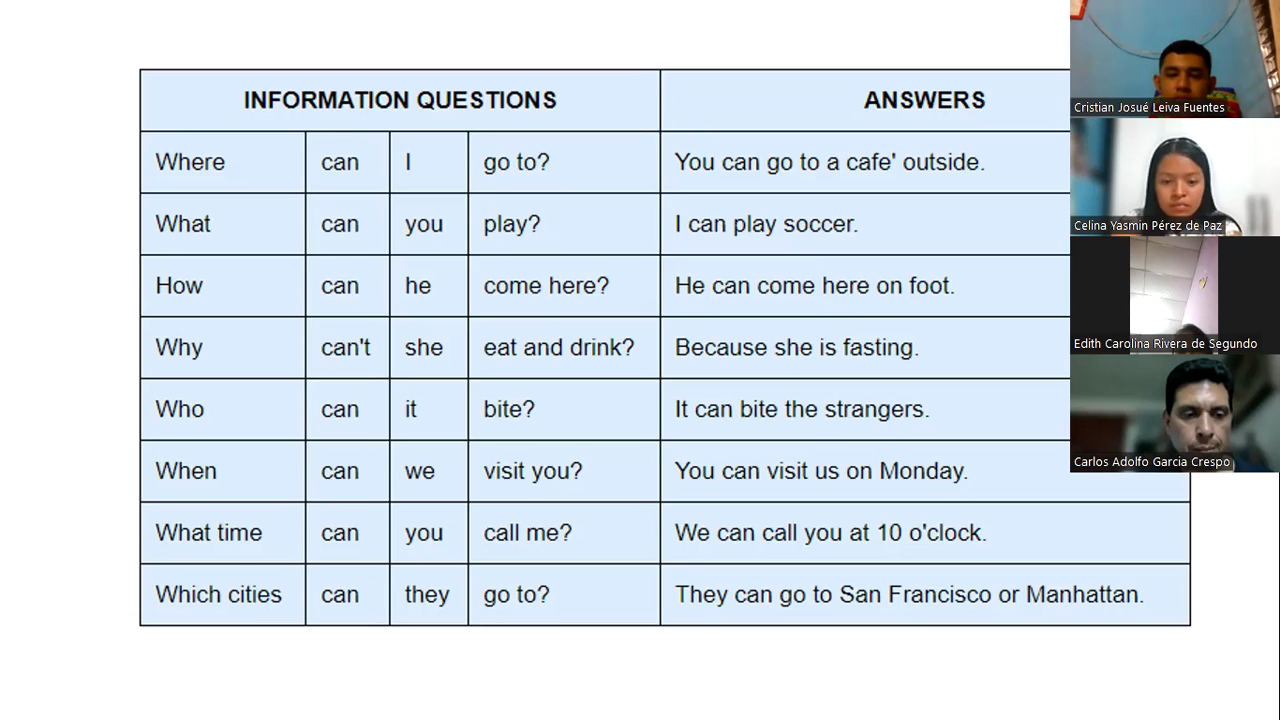 INFORMATION QUESTIONS ANSWERS
Where can I go to? You can go to a cafe' outside.
What can you play? I can play soccer.
How can he come here? He can come here on foot.
Why can't she eat and drink? Because she is fasting.
Who can it bite? It can bite the strangers.
When can we visit you? You can visit us on Monday.
What time can you call me? We can call you at 10 o'clock.
Which cities can they go to? They can go to San Francisco or Manhattan.
Cristian Josué Leiva Fuentes
Celina Yasmin Pérez de Paz
Edith Carolina Rivera de Segundo
Carlos Adolfo Garcia Crespo